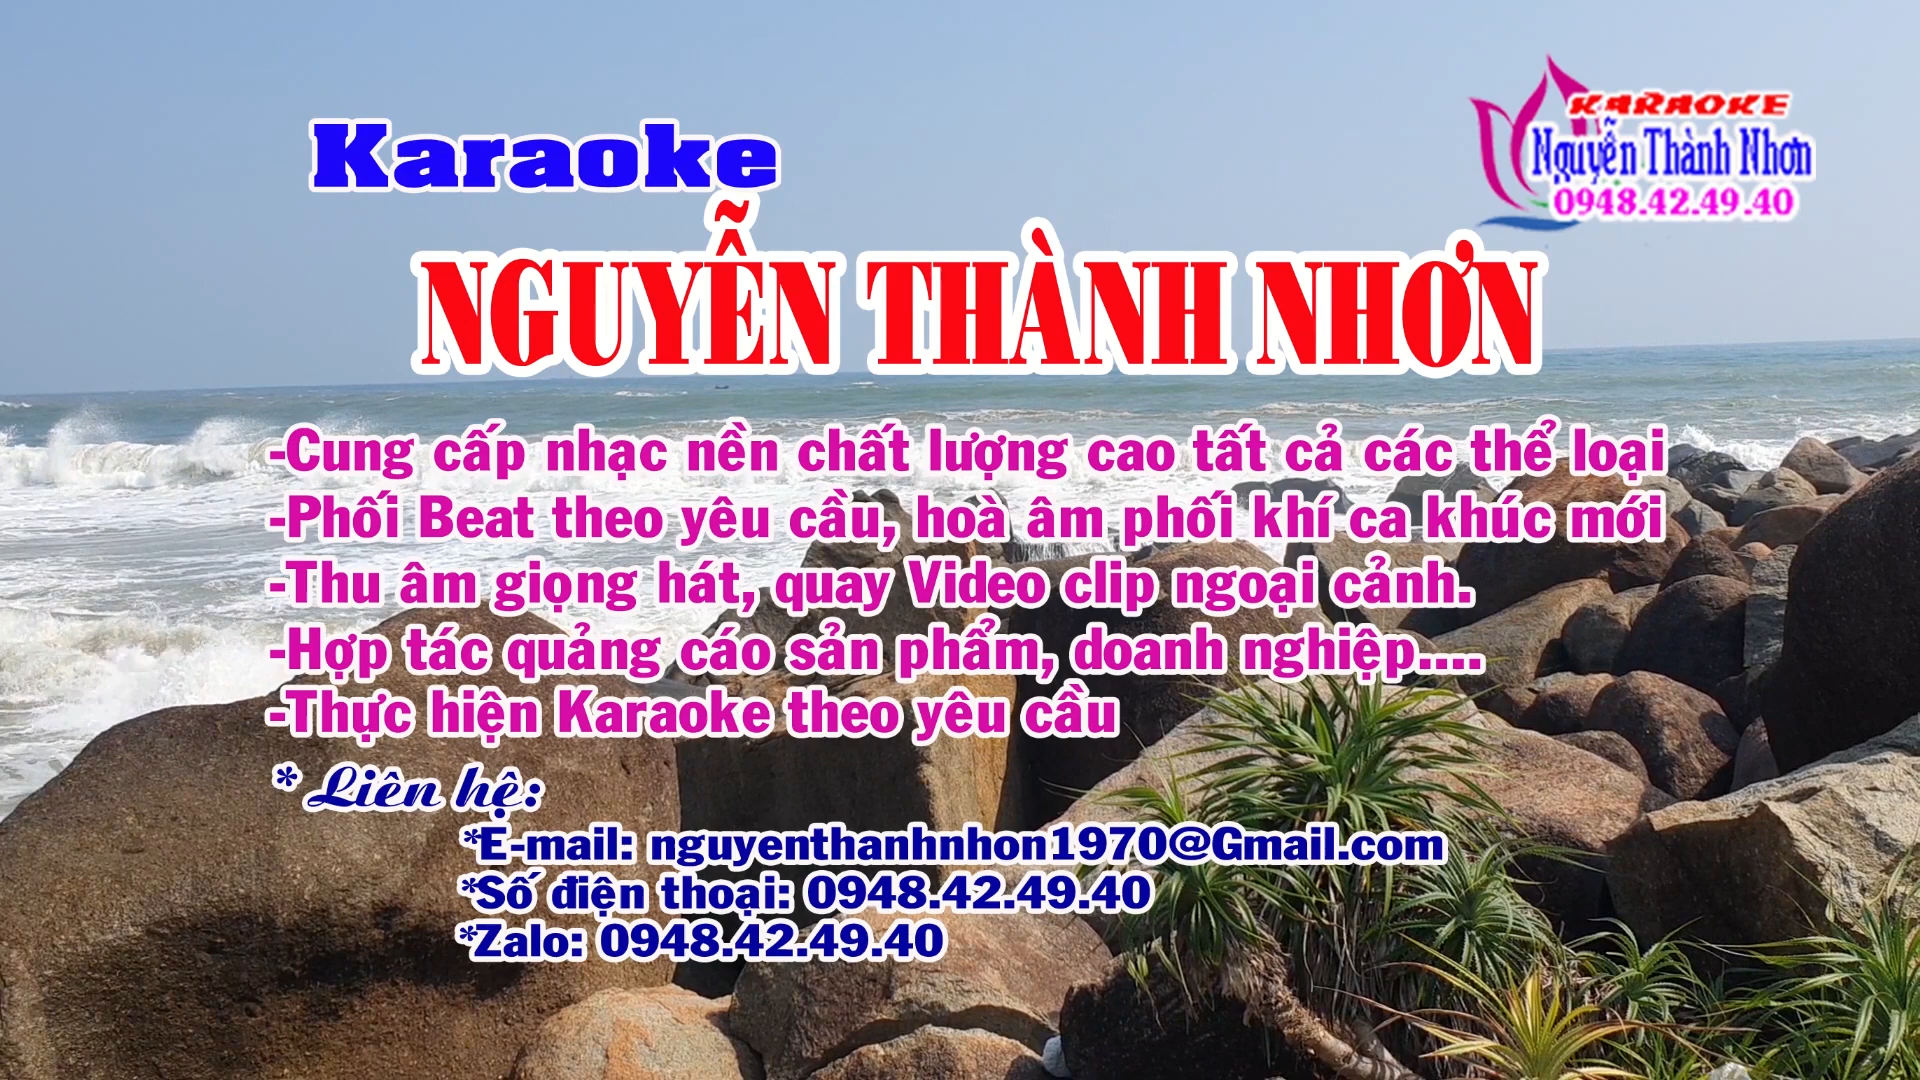 Karaoke
KARAOKE
Nguyễn Thành Nhơn
0948.42.49.40
NGUYỄN THÀNH NHƠN
-Cung cấp nhạc nền chất lượng cao tất cả các thể loại
-Phối Beat theo yêu cầu, hoà âm phối khí ca khúc mới
-Thu âm giọng hát, quay Video clip ngoại cảnh.
-Hợp tác quảng cáo sản phẩm, doanh nghiệp....
-Thực hiện Karaoke theo yêu cầu
* Liên hệ:
*E-mail: nguyenthanhnhon1970@Gmail.com
*Số điện thoại: 0948.42.49.40
*Zalo: 0948.42.49.40